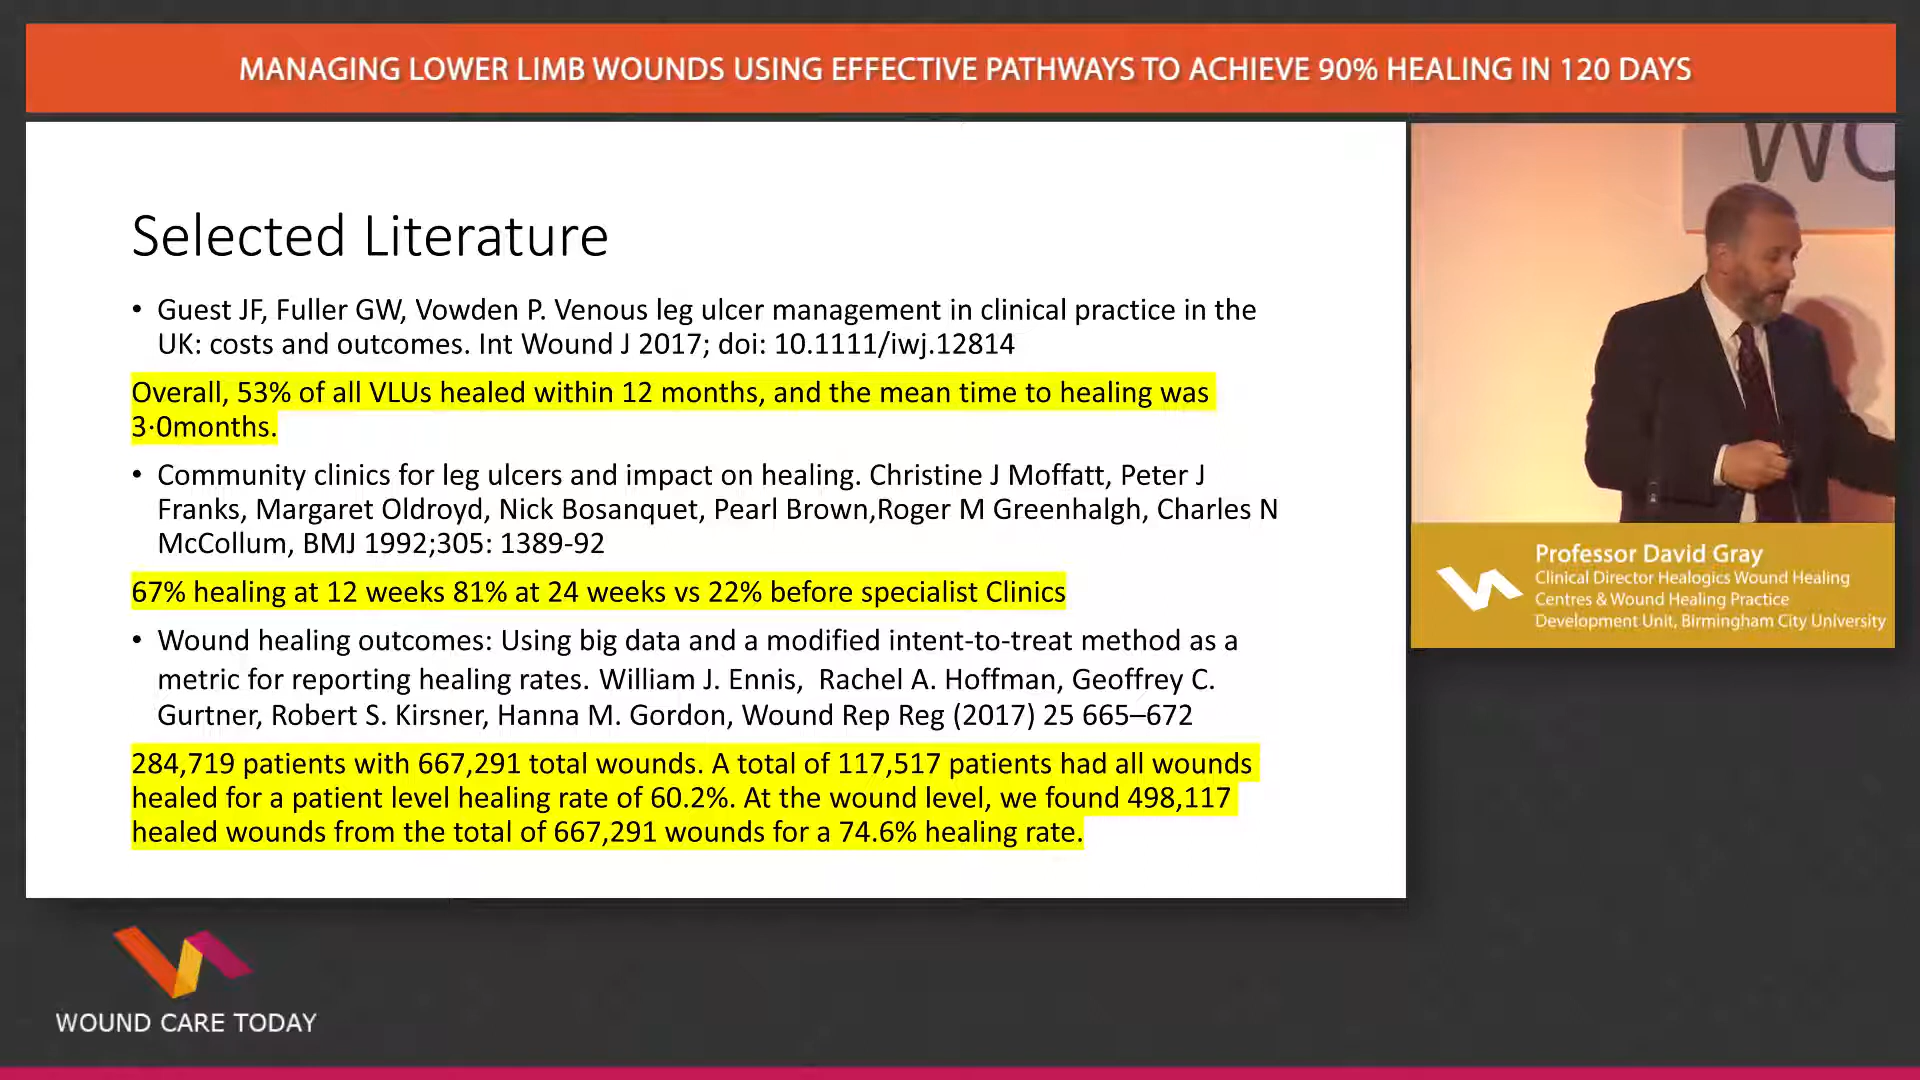 MANAGING LOWER LIMB WOUNDS USING EFFECTIVE PATHWAYS TO ACHIEVE 90% HEALING IN 120 DAYS
Selected Literature
• Guest JF, Fuller GW, Vowden P. Venous leg ulcer management in clinical practice in the
UK: costs and outcomes. Int Wound J 2017; doi: 10.1111/iwj.12814
Overall, 53% of all VLUs healed within 12 months, and the mean time to healing was
3·0months.
• Community clinics for leg ulcers and impact on healing. Christine J Moffatt, Peter J
Franks, Margaret Oldroyd, Nick Bosanquet, Pearl Brown,Roger M Greenhalgh, Charles N
McCollum, BMJ 1992;305: 1389-92
67% healing at 12 weeks 81% at 24 weeks vs 22% before specialist Clinics
• Wound healing outcomes: Using big data and a modified intent-to-treat method as a
metric for reporting healing rates. William J. Ennis,  Rachel A. Hoffman, Geoffrey C.
Gurtner, Robert S. Kirsner, Hanna M. Gordon, Wound Rep Reg (2017) 25 665–672
284,719 patients with 667,291 total wounds. A total of 117,517 patients had all wounds
healed for a patient level healing rate of 60.2%. At the wound level, we found 498,117
healed wounds from the total of 667,291 wounds for a 74.6% healing rate.
WO
Professor David Gray
Clinical Director Healogics Wound Healing
Centres & Wound Healing Practice
Development Unit, Birmingham City University
WOUND CARE TODAY